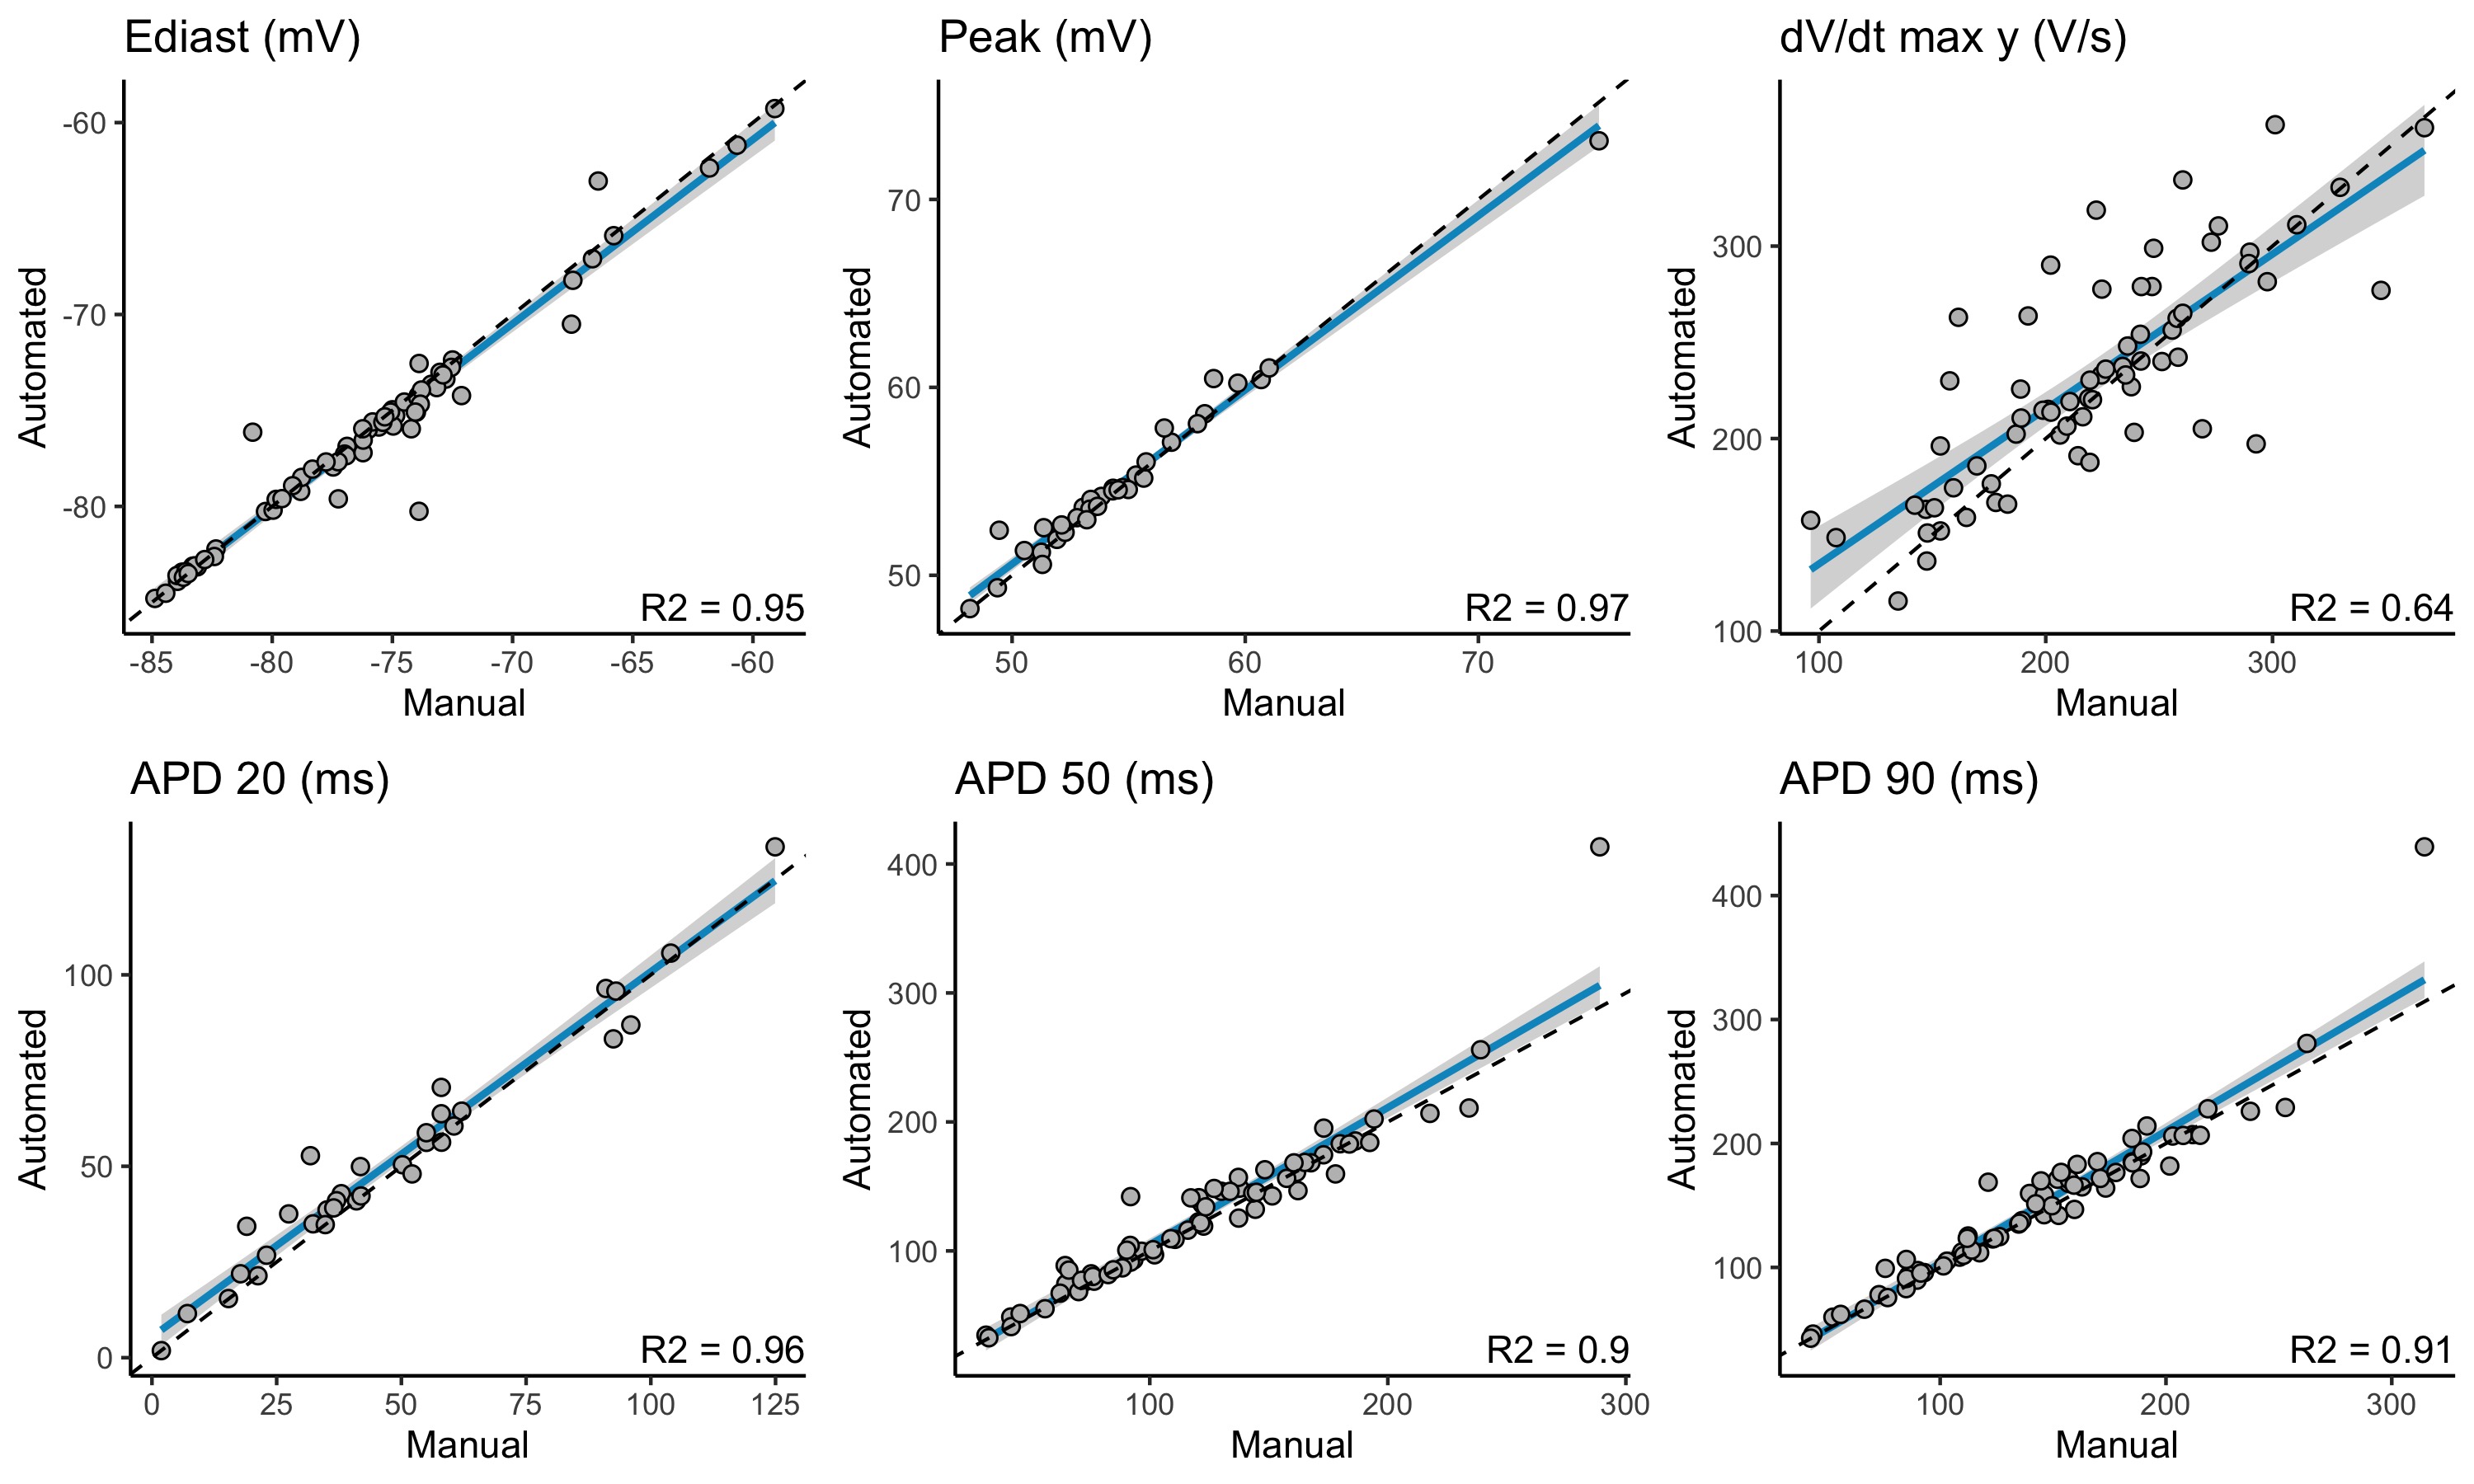 Ediast (mV)
Automated
-60
-70
-80
R2 = 0.95
-85 -80 -75 -70 -65 -60
Manual
Peak (mV)
Automated
70
60
50
R2 = 0.97
50 60 70
Manual
dV/dt max y (V/s)
Automated
300
200
100
R2 = 0.64
100 200 300
Manual
APD 20 (ms)
Automated
100
50
0
R2 = 0.96
0 25 50 75 100 125
Manual
APD 50 (ms)
Automated
400
300
200
100
R2 = 0.9
100 200 300
Manual
APD 90 (ms)
Automated
400
300
200
100
R2 = 0.91
100 200 300
Manual